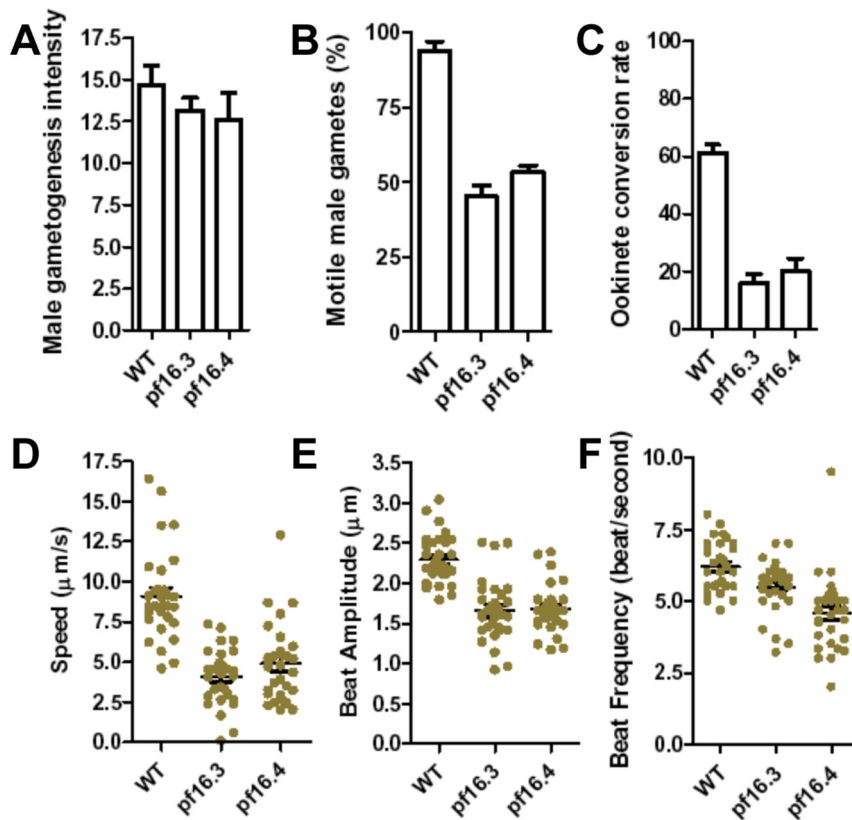 A
Male gametogenesis intensity
17.5
15.0
12.5
10.0
7.5
5.0
2.5
0.0
WT
pf16.3
pf16.4
B
Motile male gametes (%)
100
75
50
25
0
WT
pf16.3
pf16.4
C
Ookinete conversion rate
100
80
60
40
20
0
WT
pf16.3
pf16.4
D
Speed (μm/s)
17.5
15.0
12.5
10.0
7.5
5.0
2.5
0.0
WT
pf16.3
pf16.4
E
Beat Amplitude (μm)
3.5
3.0
2.5
2.0
1.5
1.0
0.5
0.0
WT
pf16.3
pf16.4
F
Beat Frequency (beat/second)
10.0
7.5
5.0
2.5
0.0
WT
pf16.3
pf16.4